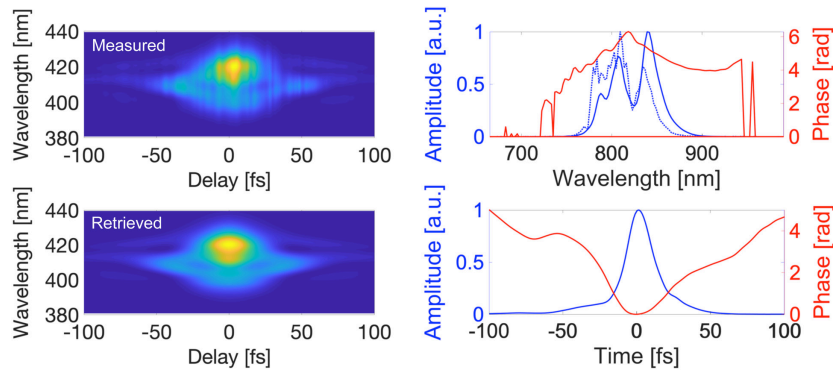 Measured
Wavelength [nm]
440
420
400
380
-100 -50 0 50 100
Delay [fs]
Amplitude [a.u.]
1
0.5
0
6
4
2
0
Phase [rad]
700 800 900
Wavelength [nm]
Retrieved
Wavelength [nm]
440
420
400
380
-100 -50 0 50 100
Delay [fs]
Amplitude [a.u.]
1
0.5
0
4
2
0
Phase [rad]
-100 -50 0 50 100
Time [fs]